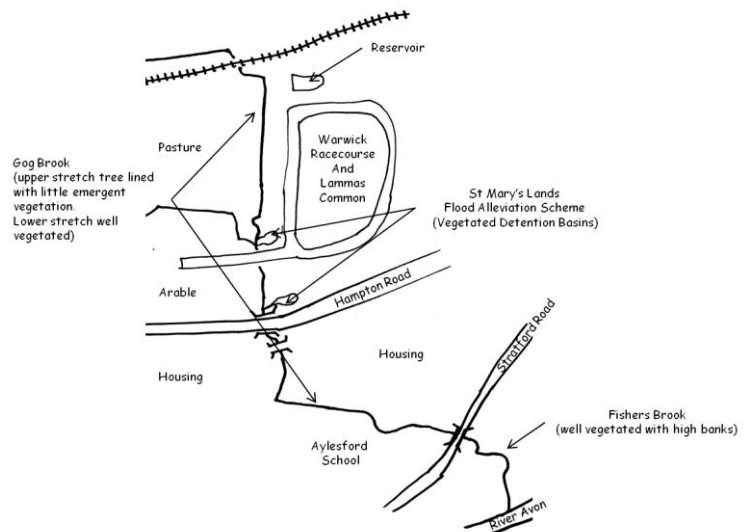 Reservoir
Pasture
Warwick
Racecourse
And
Lammas
Common
Gog Brook
(upper stretch tree lined
with little emergent
vegetation.
Lower stretch well
vegetated)
St Mary's Lands
Flood Alleviation Scheme
(Vegetated Detention Basins)
Arable
Hampton Road
Housing
Housing
Stratford Road
Fishers Brook
(well vegetated with high banks)
Aylesford
School
River Avon